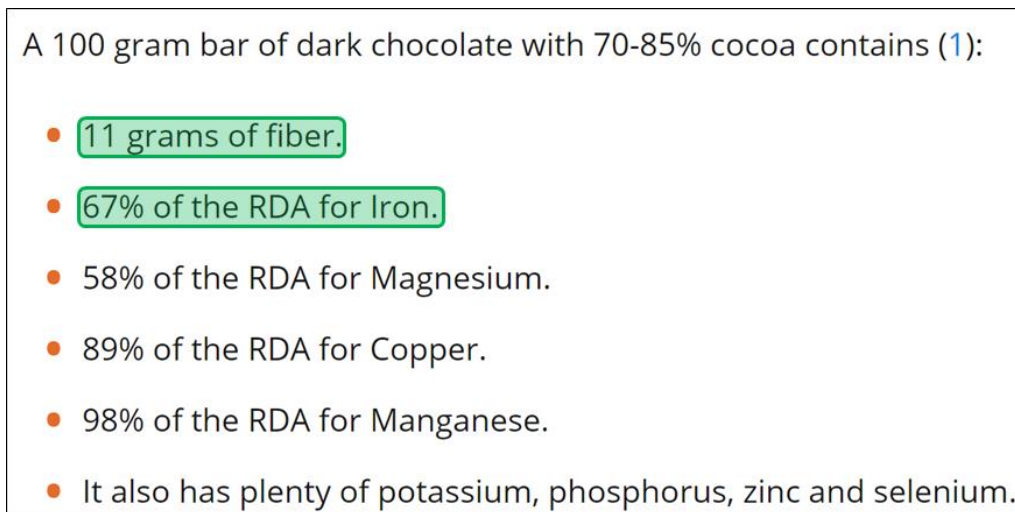 A 100 gram bar of dark chocolate with 70-85% cocoa contains (1):
• 11 grams of fiber.
• 67% of the RDA for Iron.
• 58% of the RDA for Magnesium.
• 89% of the RDA for Copper.
• 98% of the RDA for Manganese.
• It also has plenty of potassium, phosphorus, zinc and selenium.